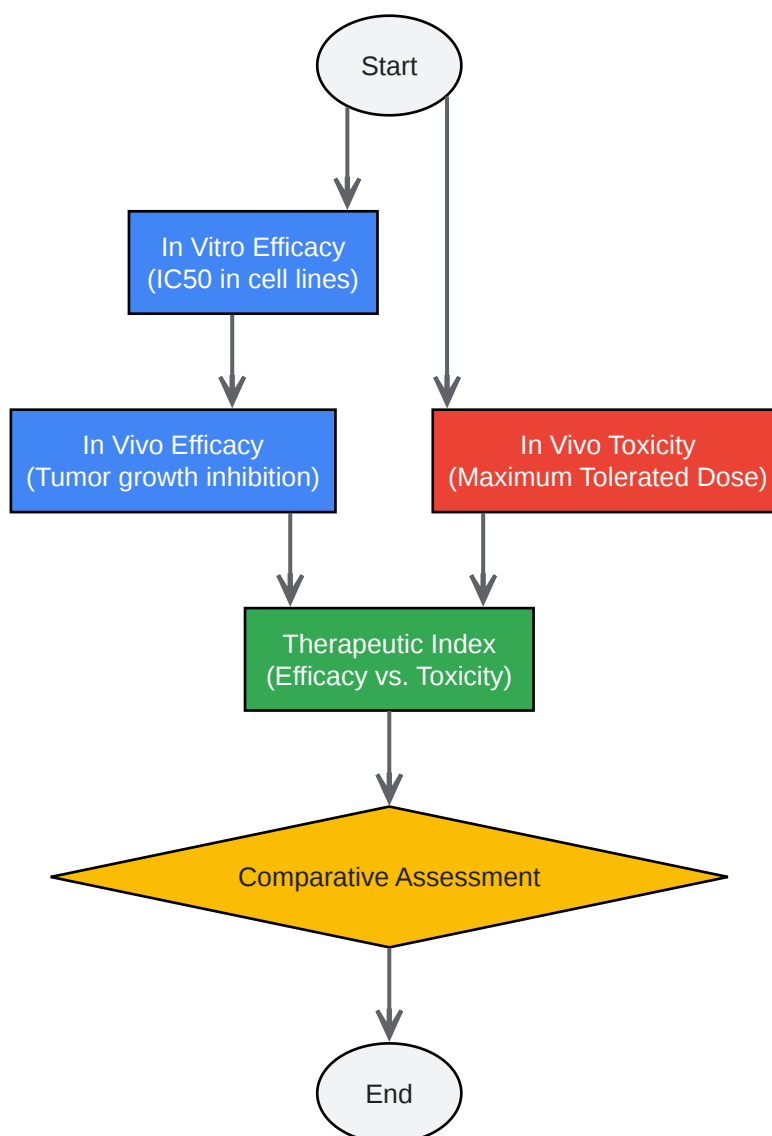 Start
In Vitro Efficacy
(IC50 in cell lines)
In Vivo Efficacy
(Tumor growth inhibition)
In Vivo Toxicity
(Maximum Tolerated Dose)
Therapeutic Index
(Efficacy vs. Toxicity)
Comparative Assessment
End